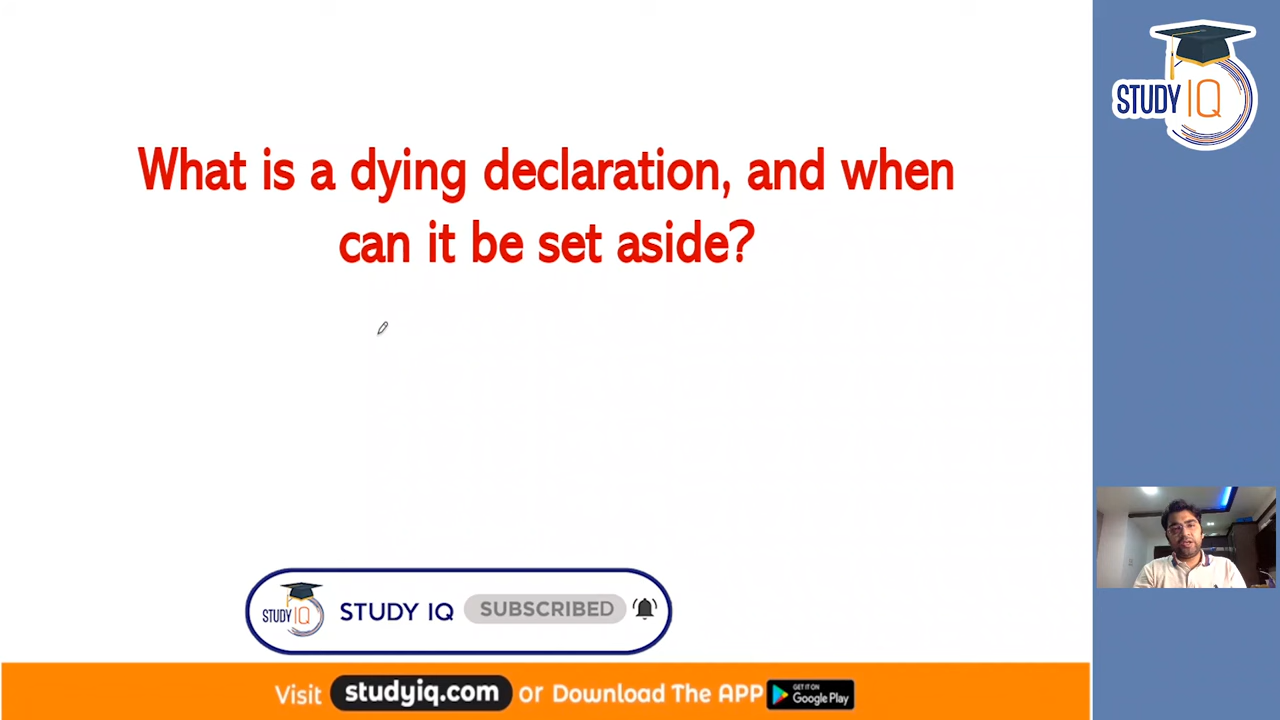 STUDY IQ
What is a dying declaration, and when
can it be set aside?
STUDY IQ
STUDY IQ SUBSCRIBED
Visit studyiq.com or Download The APP GET IT ON Google Play